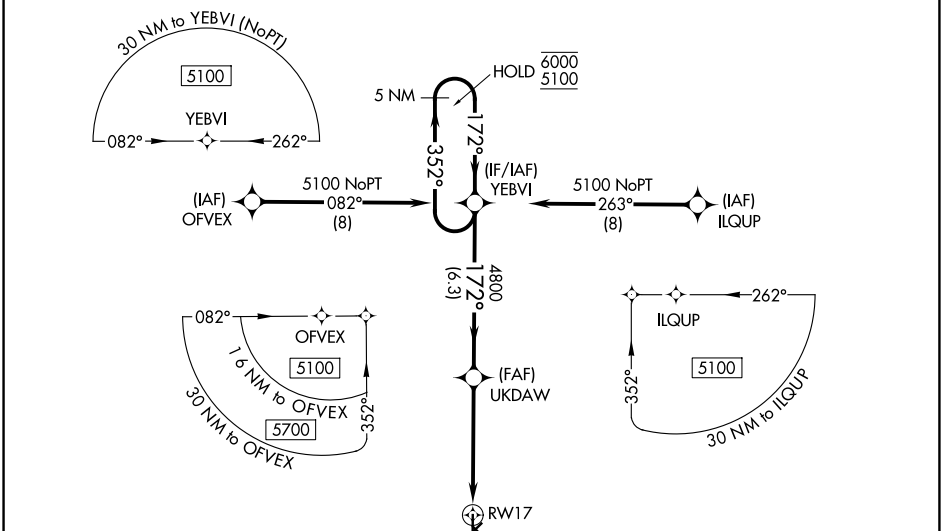 30 NM to YEBVI (NoPT)
5100
YEBVI
082°
262°
HOLD 6000
5100
5 NM
172°
352°
(IF/IAF)
YEBVI
(IAF)
OFVEX
5100 NoPT
082°
(8)
5100 NoPT
263°
(8)
(IAF)
ILQUP
4800
172°
(6.3)
082°
OFVEX
5100
16 NM to OFVEX
5700
30 NM to OFVEX
352°
(FAF)
UKDAW
262°
ILQUP
5100
352°
30 NM to ILQUP
RW17